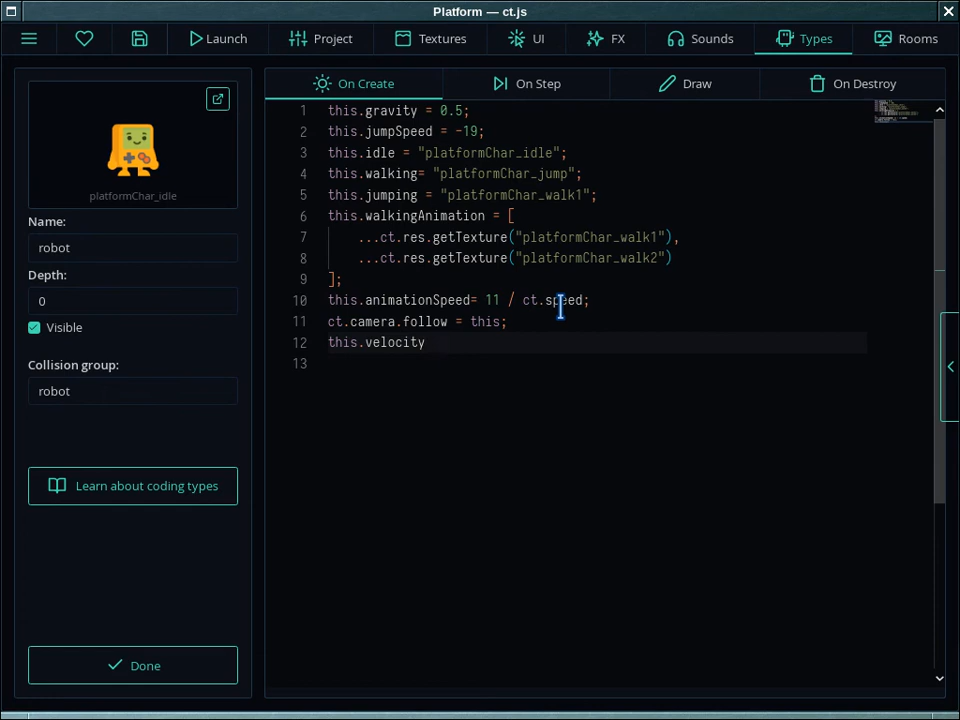 Platform — ct.js
Launch
Project
Textures
UI
FX
Sounds
Types
Rooms
On Create
On Step
Draw
On Destroy
platformChar_idle
Name:
robot
Depth:
0
Visible
Collision group:
robot
Learn about coding types
Done
1 this.gravity = 0.5;
2 this.jumpSpeed = -19;
3 this.idle = "platformChar_idle";
4 this.walking= "platformChar_jump";
5 this.jumping = "platformChar_walk1";
6 this.walkingAnimation = [
7 ...ct.res.getTexture("platformChar_walk1"),
8 ...ct.res.getTexture("platformChar_walk2")
9 ];
10 this.animationSpeed= 11 / ct.speed;
11 ct.camera.follow = this;
12 this.velocity
13